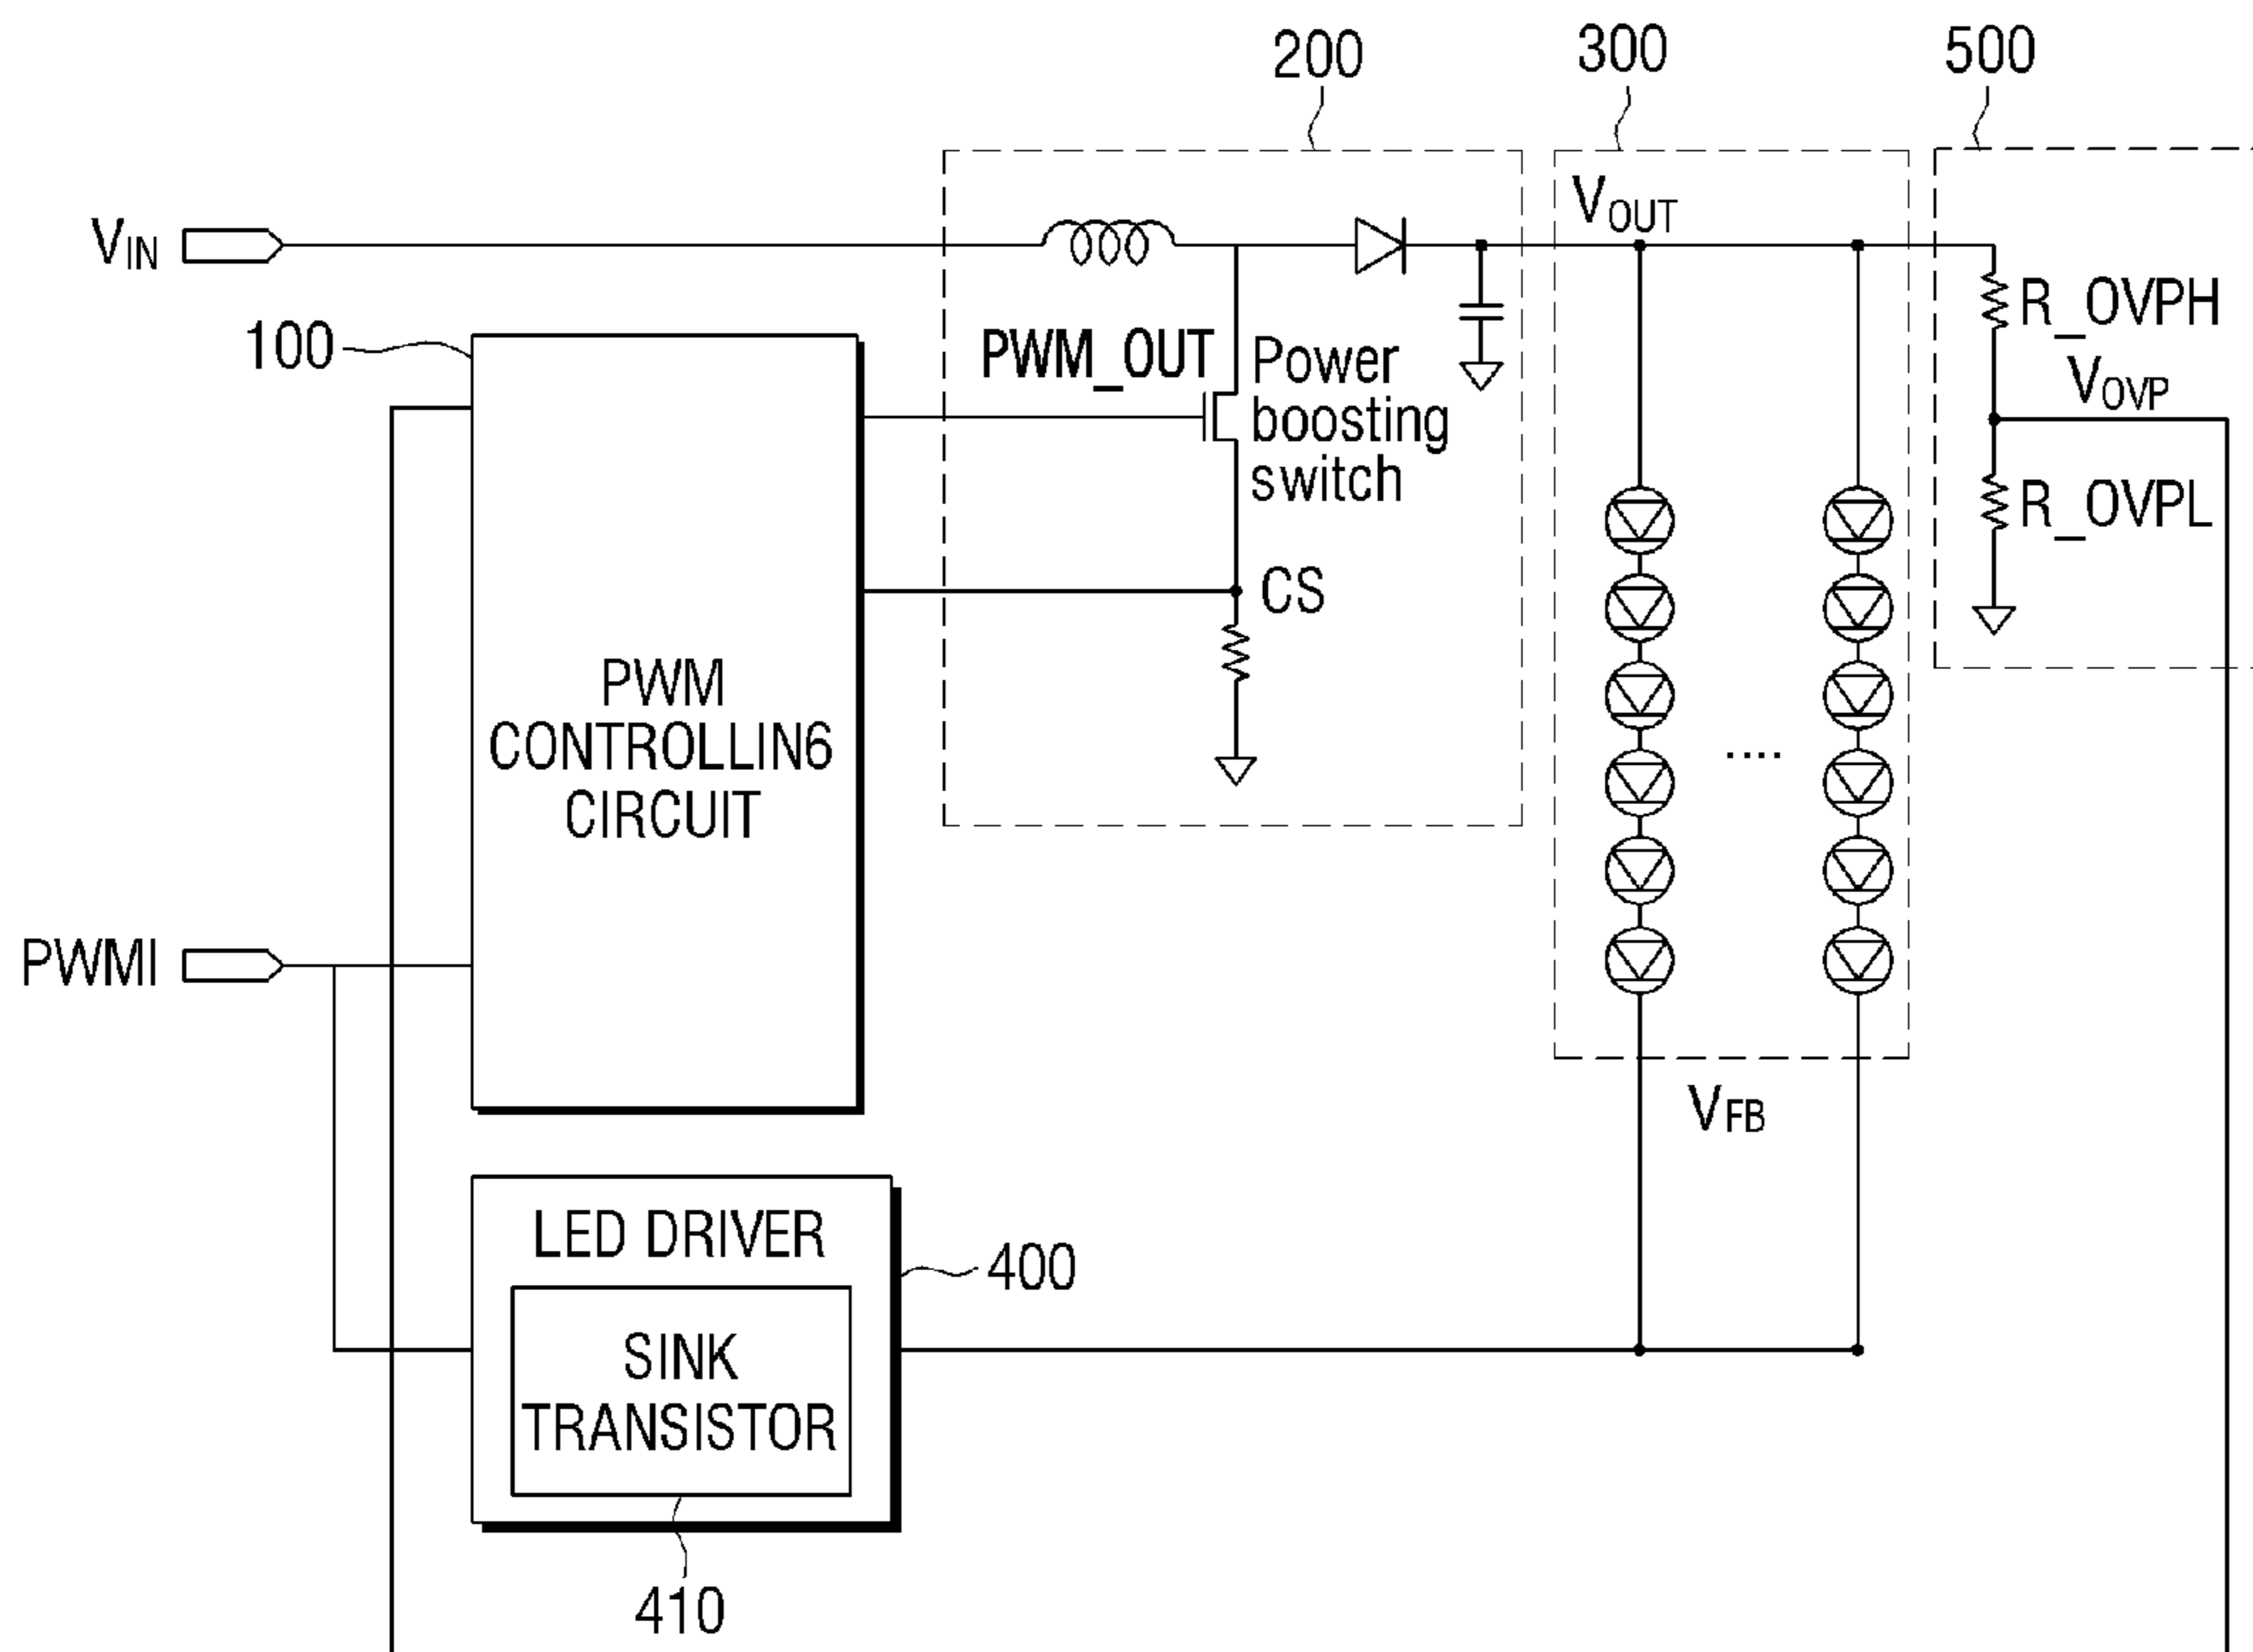 200
300
500
VOUT
VIN
R_OVPH
100
PWM_OUT
Power
boosting
switch
VOVP
R_OVPL
CS
PWM
CONTROLLIN6
CIRCUIT
....
PWMI
VFB
LED DRIVER
400
SINK
TRANSISTOR
410